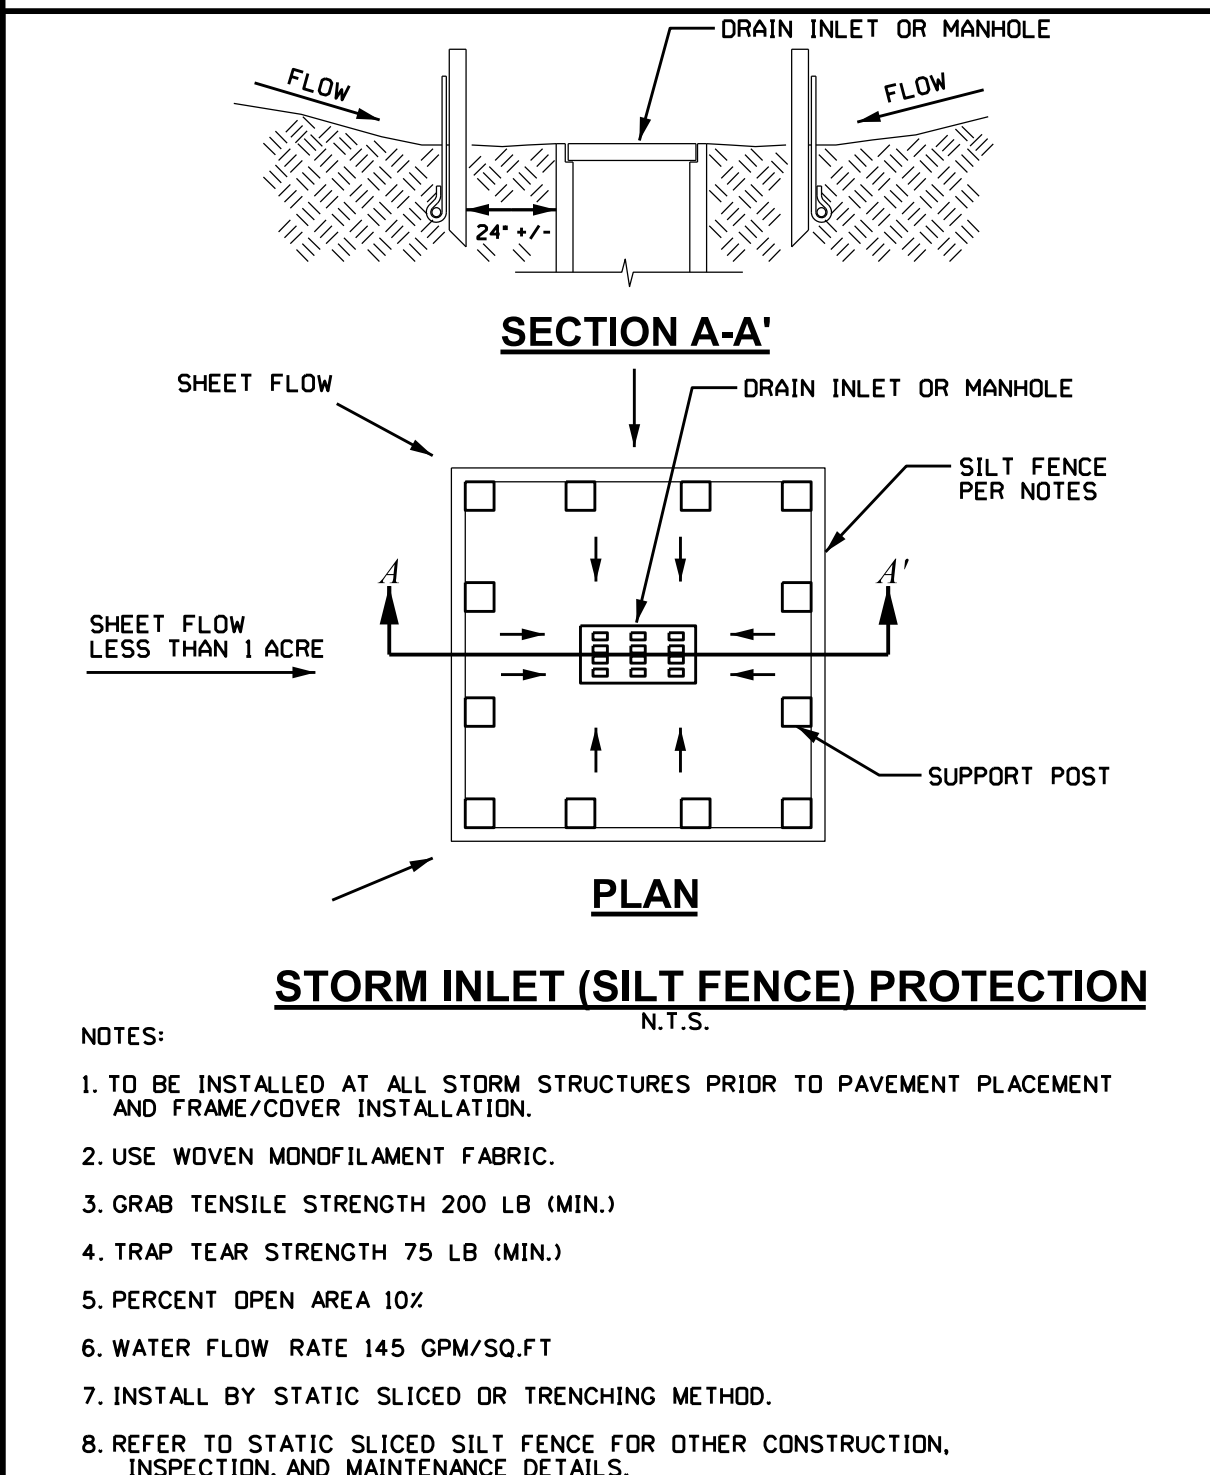 DRAIN INLET OR MANHOLE
FLOW
FLOW
24" +/-
SECTION A-A'
SHEET FLOW
DRAIN INLET OR MANHOLE
SILT FENCE
PER NOTES
A
A'
SHEET FLOW
LESS THAN 1 ACRE
SUPPORT POST
PLAN
STORM INLET (SILT FENCE) PROTECTION
N.T.S.
NOTES:
1. TO BE INSTALLED AT ALL STORM STRUCTURES PRIOR TO PAVEMENT PLACEMENT
AND FRAME/COVER INSTALLATION.
2. USE WOVEN MONOFILAMENT FABRIC.
3. GRAB TENSILE STRENGTH 200 LB (MIN.)
4. TRAP TEAR STRENGTH 75 LB (MIN.)
5. PERCENT OPEN AREA 10%
6. WATER FLOW RATE 145 GPM/SQ.FT
7. INSTALL BY STATIC SLICED OR TRENCHING METHOD.
8. REFER TO STATIC SLICED SILT FENCE FOR OTHER CONSTRUCTION,
INSPECTION, AND MAINTENANCE DETAILS.